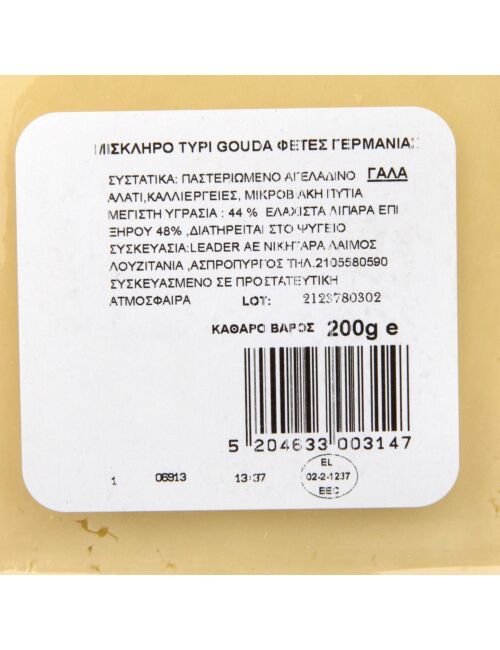 ΜΙΣΚΛΗΡΟ ΤΥΡΙ GOUDA ΦΕΤΕΣ ΓΕΡΜΑΝΙΑΣ
ΣΥΣΤΑΤΙΚΑ: ΠΑΣΤΕΡΙΩΜΕΝΟ ΑΓΕΛΑΔΙΝΟ ΓΑΛΑ
ΑΛΑΤΙ,ΚΑΛΛΙΕΡΓΕΙΕΣ, ΜΙΚΡΟΒΙΑΚΗ ΠΥΤΙΑ
ΜΕΓΙΣΤΗ ΥΓΡΑΣΙΑ : 44 % ΕΛΑΧΙΣΤΑ ΛΙΠΑΡΑ ΕΠΙ
ΞΗΡΟΥ 48% ,ΔΙΑΤΗΡΕΙΤΑΙ ΣΤΟ ΨΥΓΕΙΟ
ΣΥΣΚΕΥΑΣΙΑ:LEADER AE ΝΙΚΗΤΑΡΑ ΛΑΙΜΟΣ
ΛΟΥΖΙΤΑΝΙΑ ,ΑΣΠΡΟΠΥΡΓΟΣ ΤΗΛ.2105580590
ΣΥΣΚΕΥΑΣΜΕΝΟ ΣΕ ΠΡΟΣΤΑΤΕΥΤΙΚΗ
ΑΤΜΟΣΦΑΙΡΑ LOT: 2123780302
ΚΑΘΑΡΟ ΒΑΡΟΣ 200g e
5 204633 003147
1 06913 13:37
EL
02-2-1237
EEC